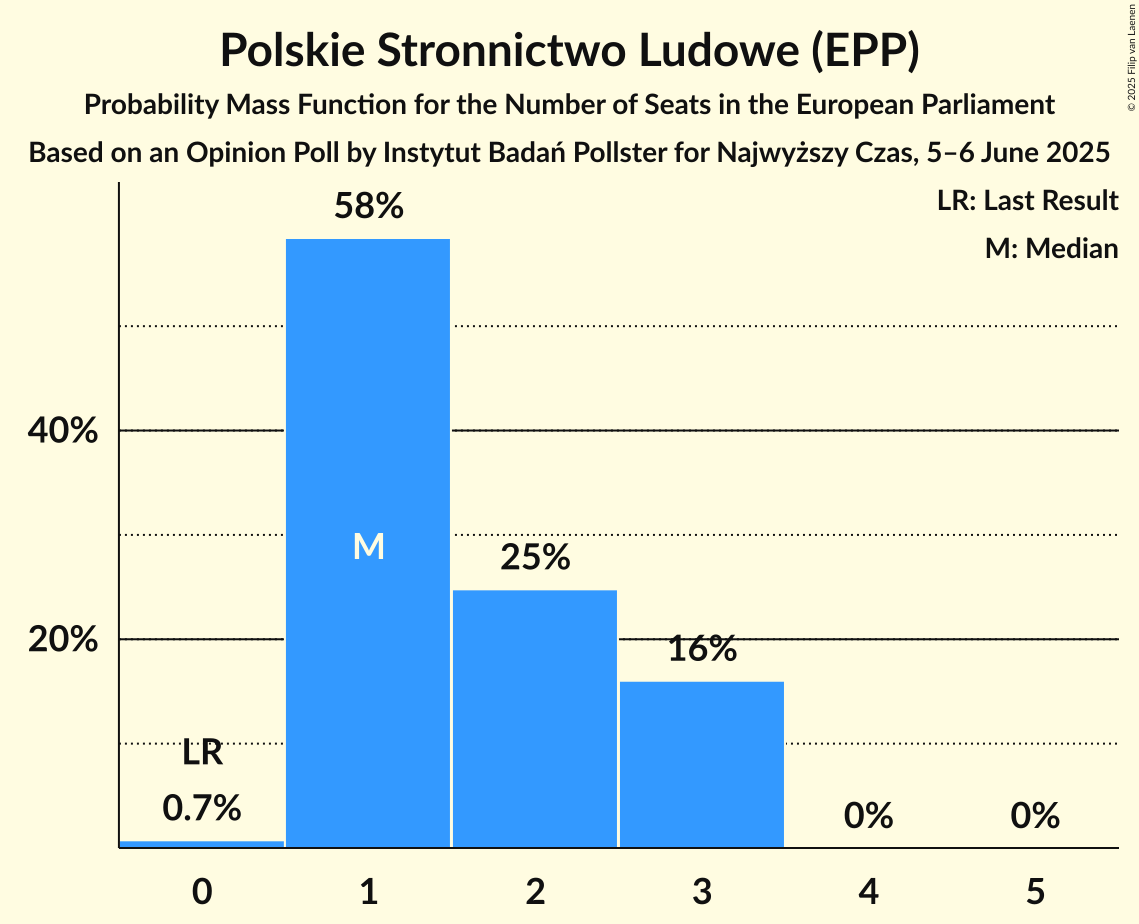 Polskie Stronnictwo Ludowe (EPP)
Probability Mass Function for the Number of Seats in the European Parliament
Based on an Opinion Poll by Instytut Badań Pollster for Najwyższy Czas, 5–6 June 2025
© 2025 Filip van Laenen
LR: Last Result
M: Median
58%
40%
M
25%
20%
16%
LR
0.7%
0%
0%
0
1
2
3
4
5